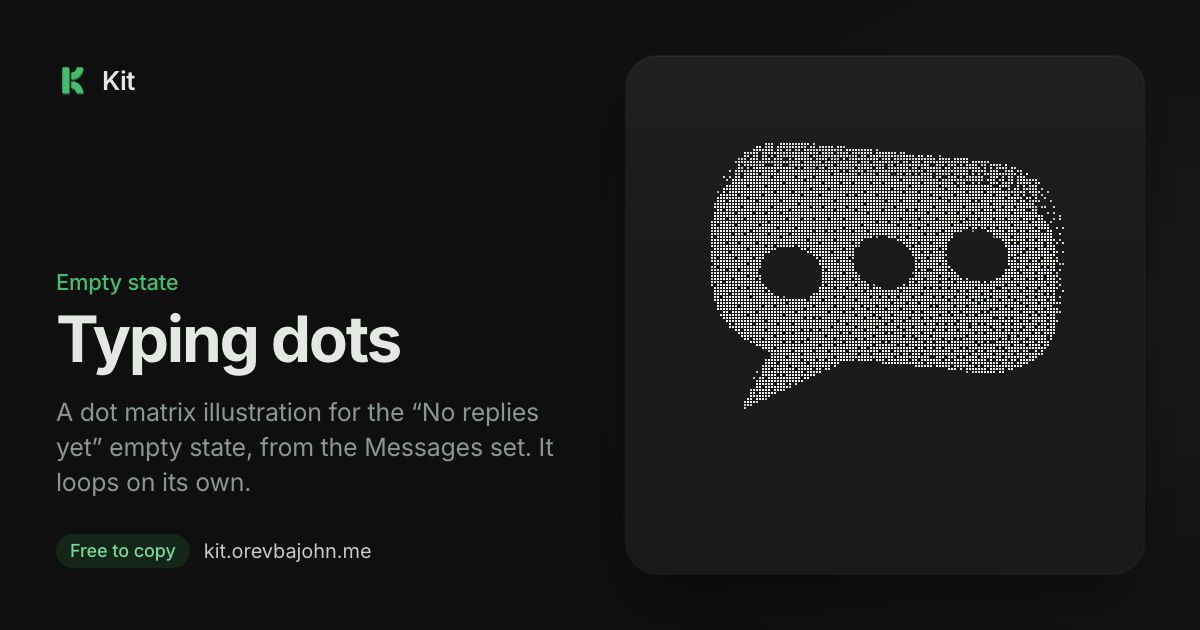 Kit
Empty state
Typing dots
A dot matrix illustration for the “No replies
yet” empty state, from the Messages set. It
loops on its own.
Free to copy
kit.orevbajohn.me